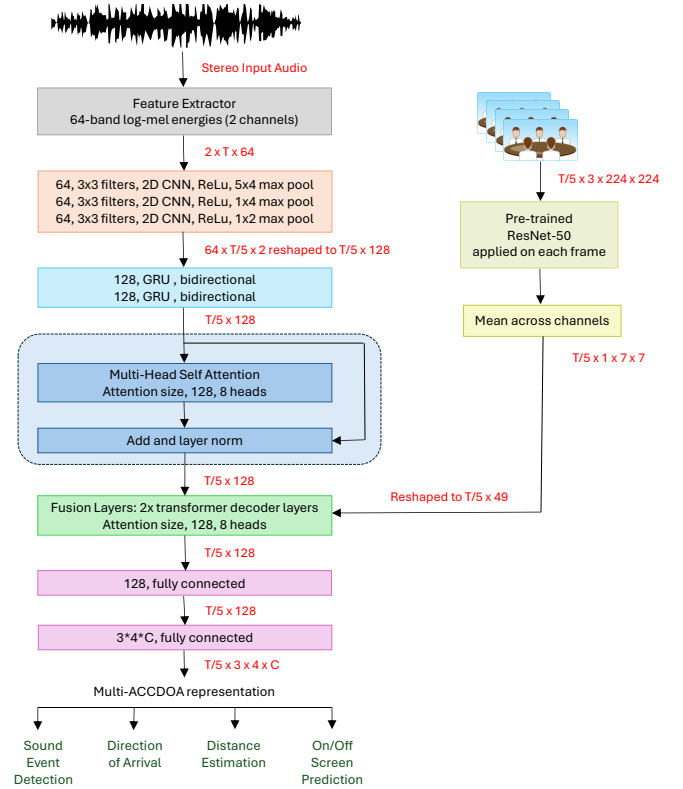 Stereo Input Audio
Feature Extractor
64-band log-mel energies (2 channels)
2 x T x 64
64, 3x3 filters, 2D CNN, ReLu, 5x4 max pool
64, 3x3 filters, 2D CNN, ReLu, 1x4 max pool
64, 3x3 filters, 2D CNN, ReLu, 1x2 max pool
64 x T/5 x 2 reshaped to T/5 x 128
128, GRU , bidirectional
128, GRU , bidirectional
T/5 x 128
Multi-Head Self Attention
Attention size, 128, 8 heads
Add and layer norm
T/5 x 128
T/5 x 3 x 224 x 224
Pre-trained
ResNet-50
applied on each frame
Mean across channels
T/5 x 1 x 7 x 7
Reshaped to T/5 x 49
Fusion Layers: 2x transformer decoder layers
Attention size, 128, 8 heads
T/5 x 128
128, fully connected
T/5 x 128
3*4*C, fully connected
T/5 x 3 x 4 x C
Multi-ACCDOA representation
Sound
Event
Detection
Direction
of Arrival
Distance
Estimation
On/Off
Screen
Prediction